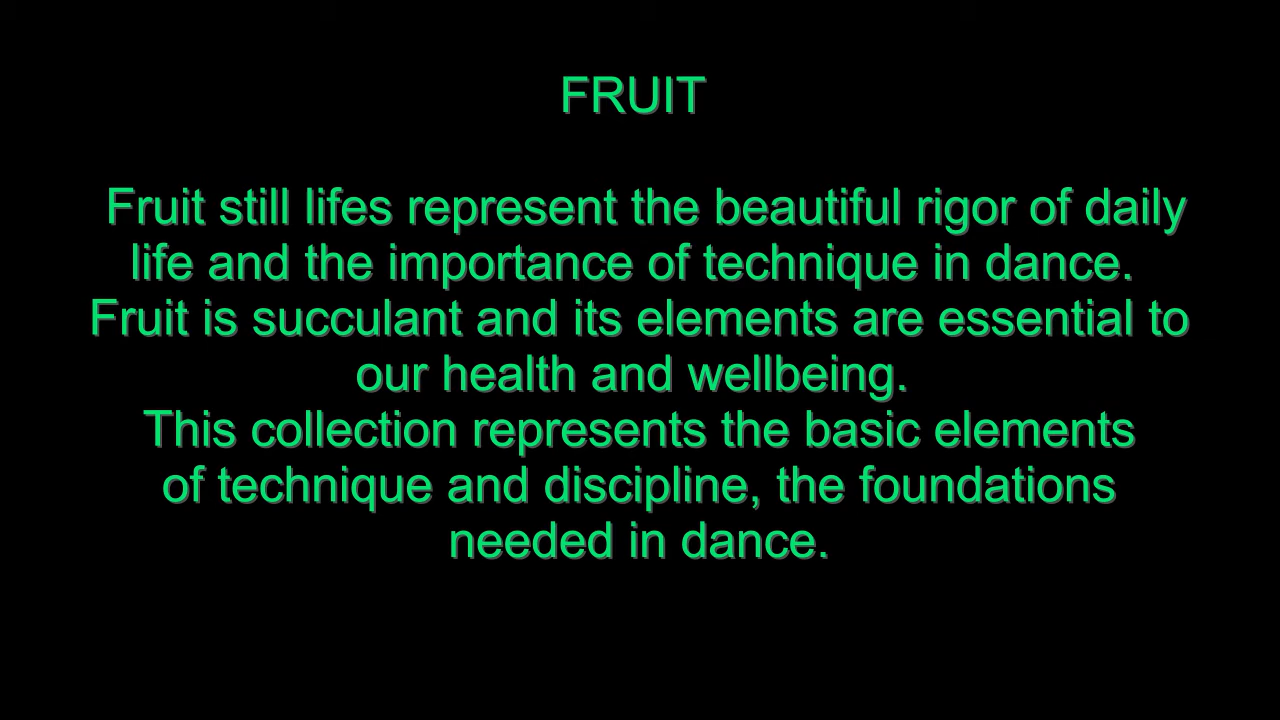 FRUIT
Fruit still lifes represent the beautiful rigor of daily
life and the importance of technique in dance.
Fruit is succulant and its elements are essential to
our health and wellbeing.
This collection represents the basic elements
of technique and discipline, the foundations
needed in dance.